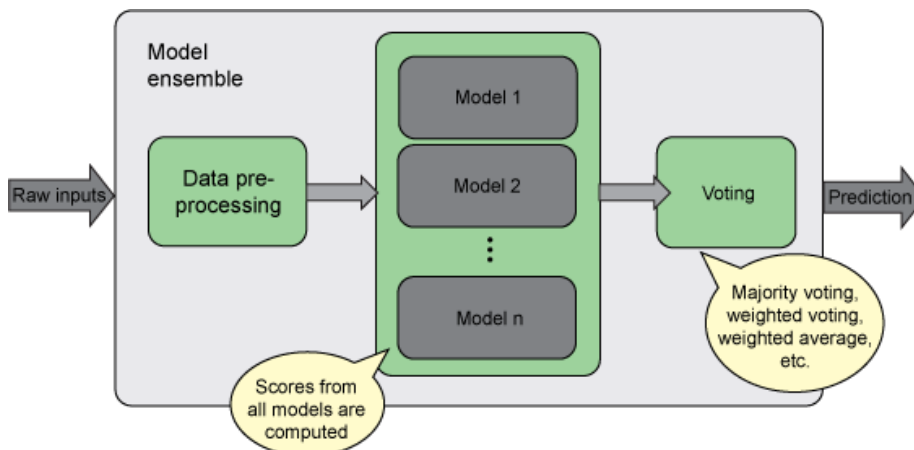 Model
ensemble
Raw inputs
Data pre-
processing
Model 1
Model 2
Model n
Scores from
all models are
computed
Voting
Majority voting,
weighted voting,
weighted average,
etc.
Prediction